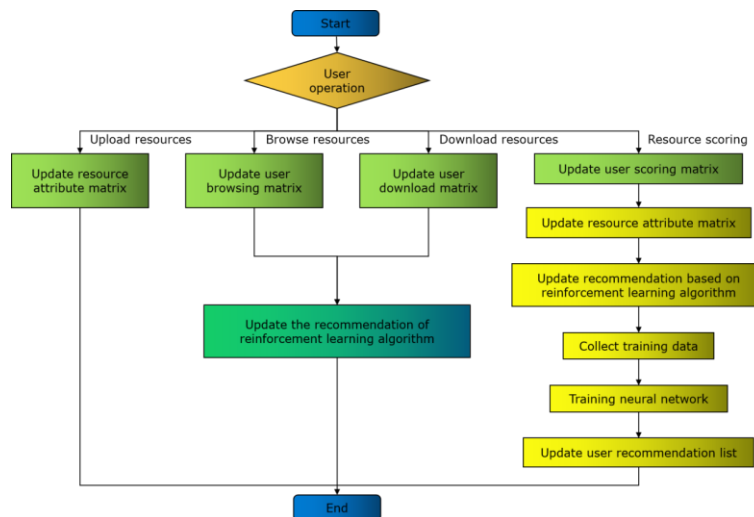 Start
User
operation
Upload resources
Browse resources
Download resources
Resource scoring
Update resource
attribute matrix
Update user
browsing matrix
Update user
download matrix
Update user scoring matrix
Update resource attribute matrix
Update recommendation based on
reinforcement learning algorithm
Update the recommendation of
reinforcement learning algorithm
Collect training data
Training neural network
Update user recommendation list
End